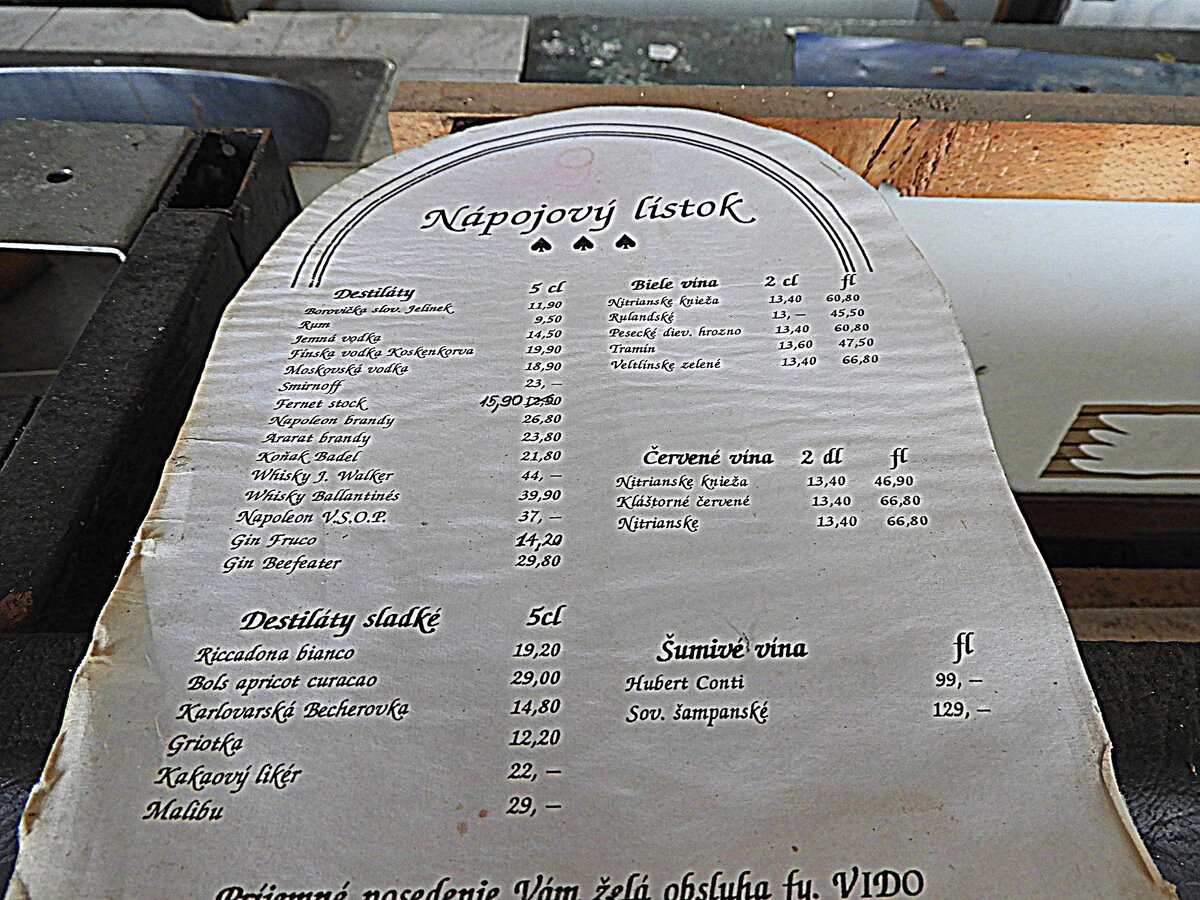 9.
Nápojový lístok
Destiláty 5 cl
Borovička slov. Jelínek 11,90
Rum 9,50
Jemná vodka 14,50
Fínska vodka Koskenkorva 19,90
Moskovská vodka 18,90
Smirnoff 23, —
Fernet stock 15,90
Napoleon brandy 26,80
Ararat brandy 23,80
Koňak Badel 21,80
Whisky J. Walker 44, —
Whisky Ballantinés 39,90
Napoleon V.S.O.P. 37, —
Gin Fruco 14,20
Gin Beefeater 29,80
Destiláty sladké 5cl
Riccadona bianco 19,20
Bols apricot curacao 29,00
Karlovarská Becherovka 14,80
Griotka 12,20
Kakaový likér 22, —
Malibu 29, —
Biele vína 2 cl fl
Nitrianske knieža 13,40 60,80
Rulandské 13, — 45,50
Pesecké diev. hrozno 13,40 60,80
Tramín 13,60 47,50
Veltlínske zelené 13,40 66,80
Červené vína 2 dl fl
Nitrianske knieža 13,40 46,90
Kláštorné červené 13,40 66,80
Nitrianske 13,40 66,80
Šumivé vína fl
Hubert Conti 99, —
Sov. šampanské 129, —
Príjemné posedenie Vám želá obsluha fy. VIDO